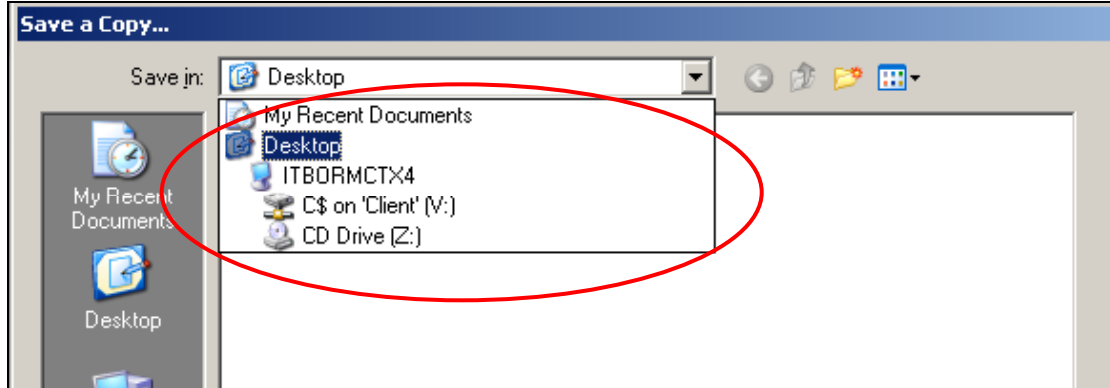 Save a Copy...
Save in: Desktop
My Recent Documents
Desktop
ITBORMCTX4
C$ on 'Client' (V:)
CD Drive (Z:)
My Recent
Documents
Desktop